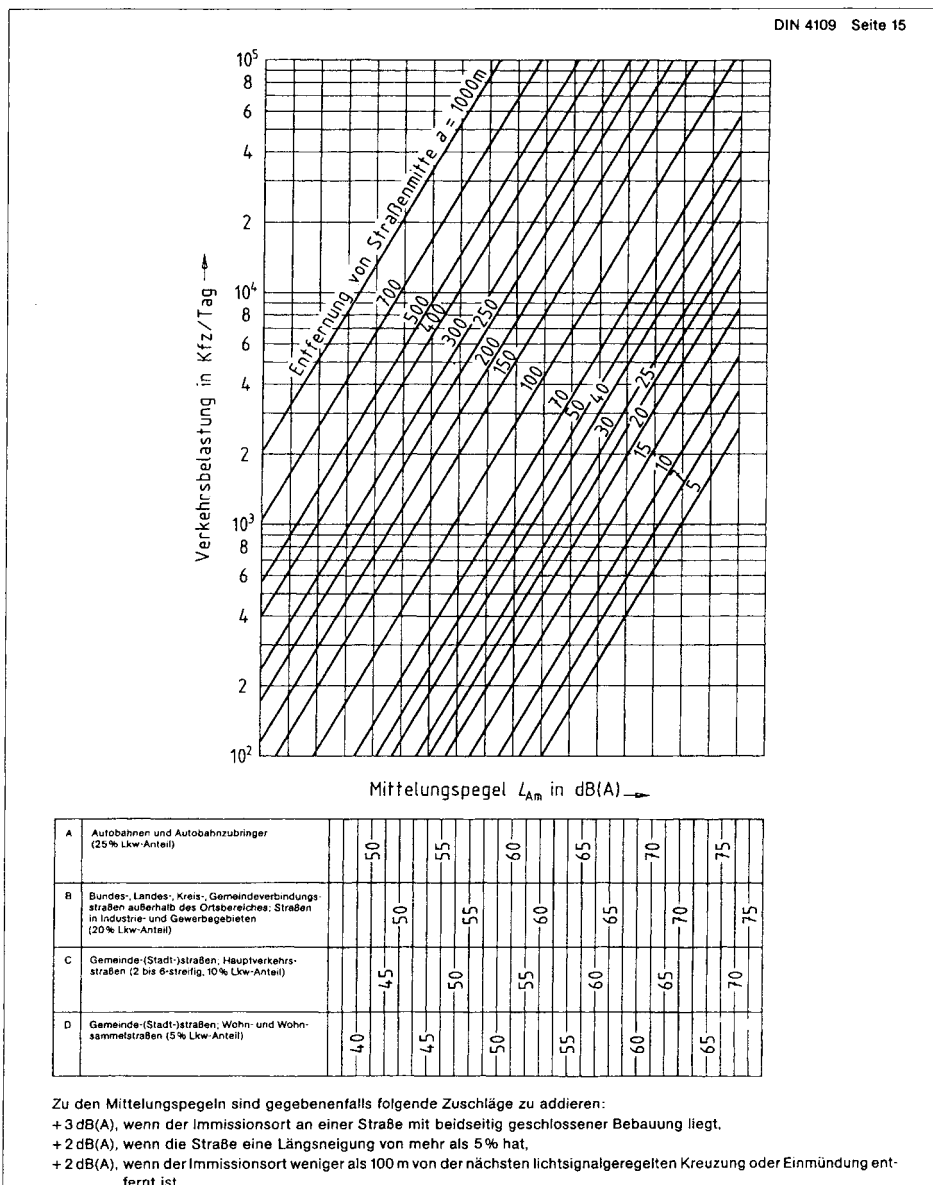 DIN 4109 Seite 15
10⁵
8
6
4
2
10⁴
8
6
4
2
10³
8
6
4
2
10²
Verkehrsbelastung in Kfz/Tag
Entfernung von Straßenmitte a = 1000m
700
500
400
300
250
200
150
100
70
50
40
30
25
20
15
10
7
5
Mittelungspegel L_Am in dB(A)
A Autobahnen und Autobahnzubringer
(25% Lkw-Anteil)
50 55 60 65 70 75
B Bundes-, Landes-, Kreis-, Gemeindeverbindungs-
straßen außerhalb des Ortsbereiches; Straßen
in Industrie- und Gewerbegebieten
(20% Lkw-Anteil)
50 55 60 65 70 75
C Gemeinde-(Stadt-)straßen; Hauptverkehrs-
straßen (2 bis 6-streifig, 10% Lkw-Anteil)
45 50 55 60 65 70
D Gemeinde-(Stadt-)straßen; Wohn- und Wohn-
sammelstraßen (5% Lkw-Anteil)
40 45 50 55 60 65
Zu den Mittelungspegeln sind gegebenenfalls folgende Zuschläge zu addieren:
+ 3 dB(A), wenn der Immissionsort an einer Straße mit beidseitig geschlossener Bebauung liegt,
+ 2 dB(A), wenn die Straße eine Längsneigung von mehr als 5% hat,
+ 2 dB(A), wenn der Immissionsort weniger als 100 m von der nächsten lichtsignalgeregelten Kreuzung oder Einmündung ent-
fernt ist